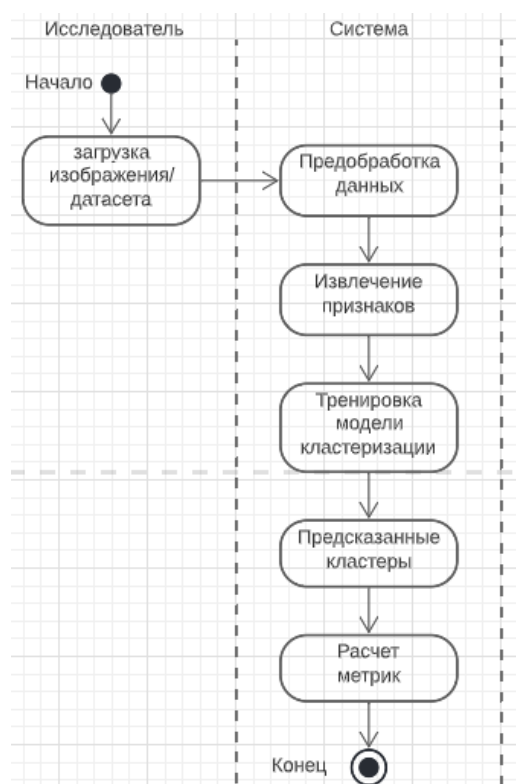 Исследователь
Система
Начало
загрузка
изображения/
датасета
Предобработка
данных
Извлечение
признаков
Тренировка
модели
кластеризации
Предсказанные
кластеры
Расчет
метрик
Конец